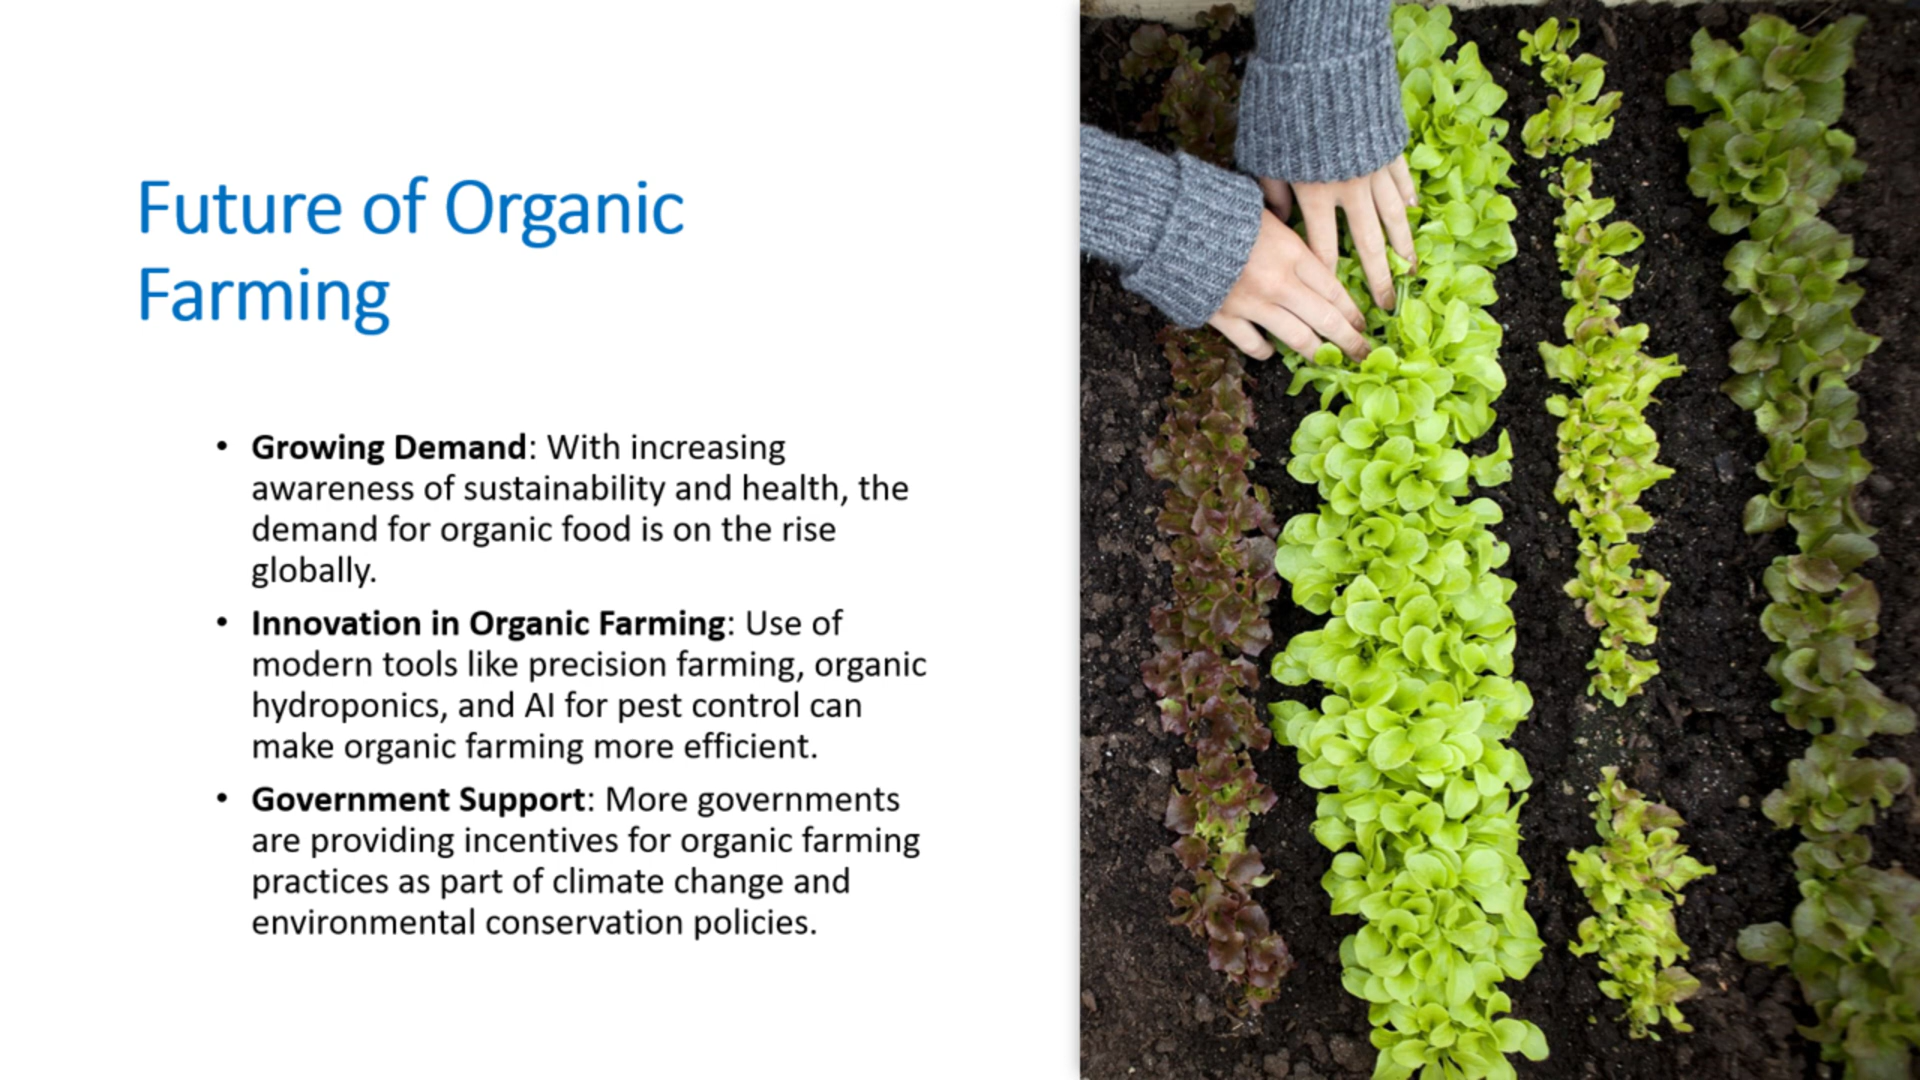 Future of Organic
Farming
• Growing Demand: With increasing
awareness of sustainability and health, the
demand for organic food is on the rise
globally.
• Innovation in Organic Farming: Use of
modern tools like precision farming, organic
hydroponics, and AI for pest control can
make organic farming more efficient.
• Government Support: More governments
are providing incentives for organic farming
practices as part of climate change and
environmental conservation policies.